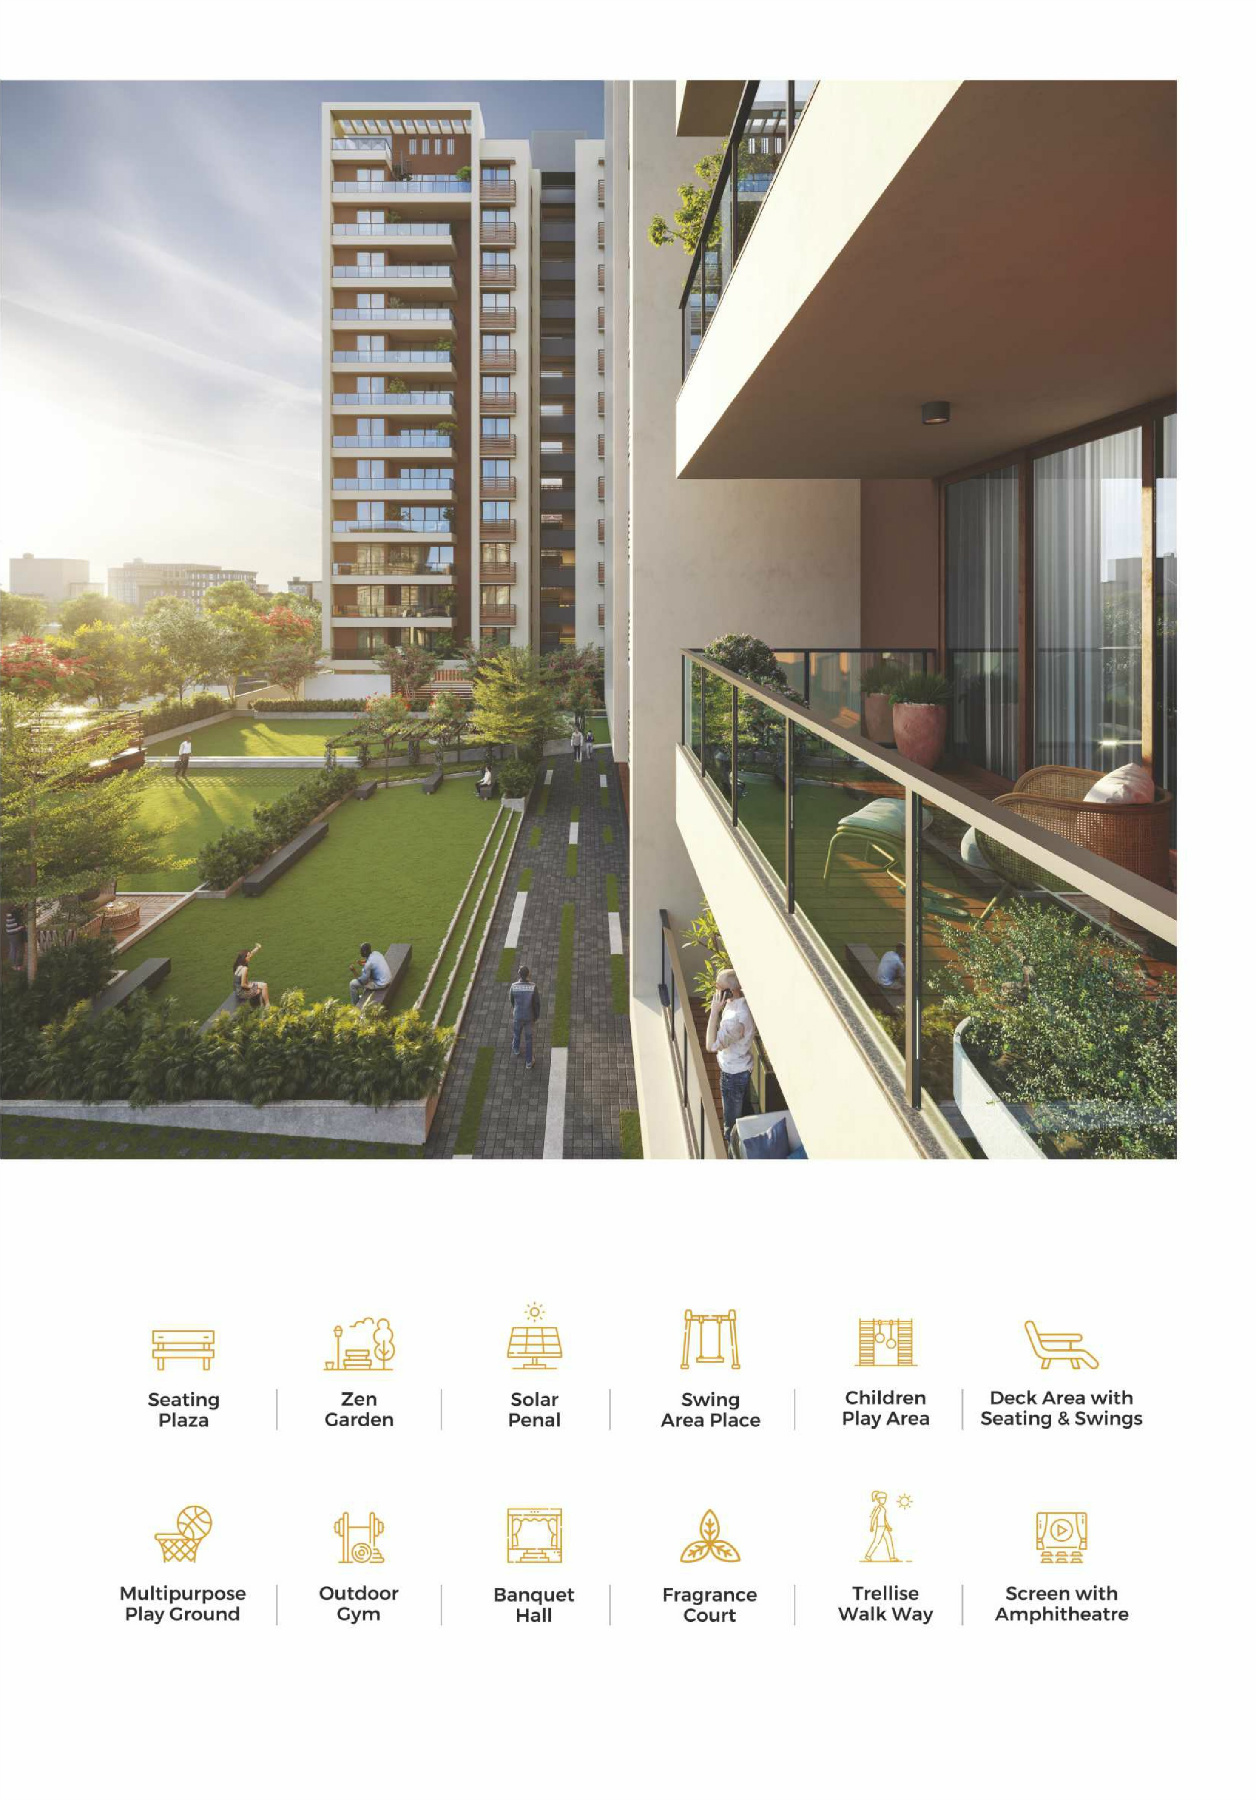 Seating
Plaza
Zen
Garden
Solar
Penal
Swing
Area Place
Children
Play Area
Deck Area with
Seating & Swings
Multipurpose
Play Ground
Outdoor
Gym
Banquet
Hall
Fragrance
Court
Trellise
Walk Way
Screen with
Amphitheatre